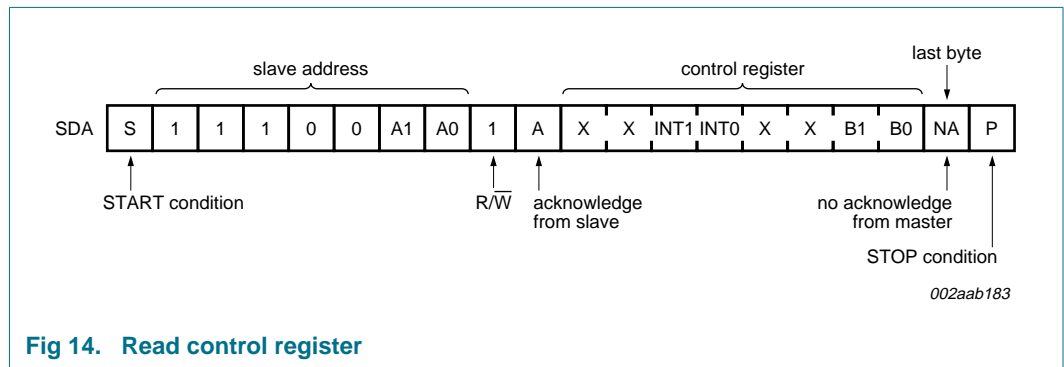 last byte
slave address control register
SDA S 1 1 1 0 0 A1 A0 1 A X X INT1 INT0 X X B1 B0 NA P
START condition R/W̅ acknowledge no acknowledge
from slave from master
STOP condition
002aab183
Fig 14. Read control register